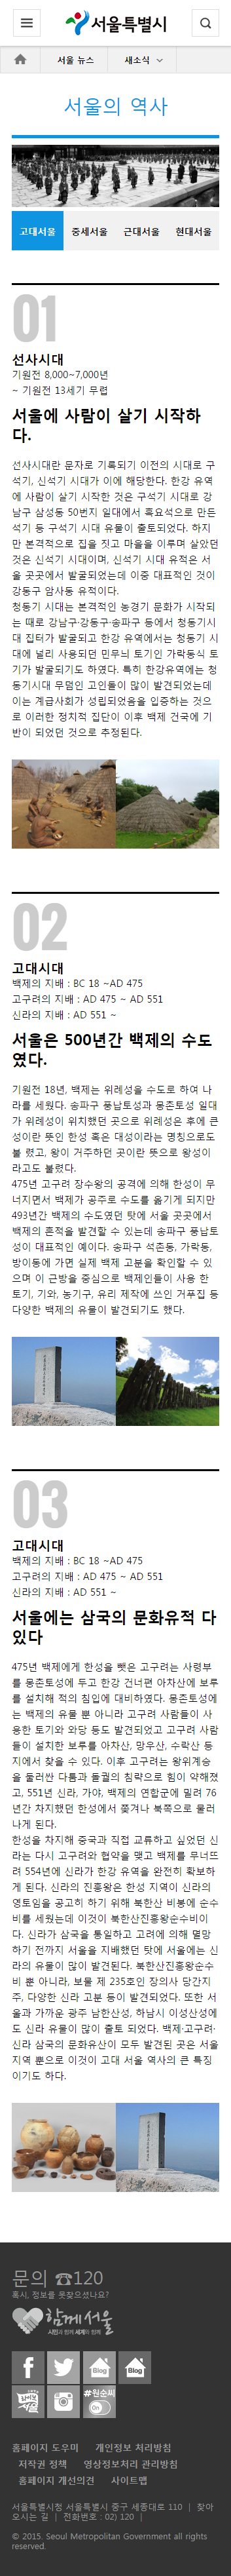 서울특별시
서울 뉴스 새소식
서울의 역사
고대서울 중세서울 근대서울 현대서울
01
선사시대
기원전 8,000~7,000년
~ 기원전 13세기 무렵
서울에 사람이 살기 시작하
다.
선사시대란 문자로 기록되기 이전의 시대로 구
석기, 신석기 시대가 이에 해당한다. 한강 유역
에 사람이 살기 시작한 것은 구석기 시대로 강
남구 삼성동 50번지 일대에서 흑요석으로 만든
석기 등 구석기 시대 유물이 출토되었다. 하지
만 본격적으로 집을 짓고 마을을 이루며 살았던
것은 신석기 시대이며, 신석기 시대 유적은 서
울 곳곳에서 발굴되었는데 이중 대표적인 것이
강동구 암사동 유적이다.
청동기 시대는 본격적인 농경기 문화가 시작되
는 때로 강남구·강동구·송파구 등에서 청동기시
대 집터가 발굴되고 한강 유역에서는 청동기 시
대에 널리 사용되던 민무늬 토기인 가락동식 토
기가 발굴되기도 하였다. 특히 한강유역에는 청
동기시대 무덤인 고인돌이 많이 발견되었는데
이는 계급사회가 성립되었음을 입증하는 것으
로 이러한 정치적 집단이 이후 백제 건국에 기
반이 되었던 것으로 추정된다.
02
고대시대
백제의 지배 : BC 18 ~AD 475
고구려의 지배 : AD 475 ~ AD 551
신라의 지배 : AD 551 ~
서울은 500년간 백제의 수도
였다.
기원전 18년, 백제는 위례성을 수도로 하여 나
라를 세웠다. 송파구 풍납토성과 몽촌토성 일대
가 위례성이 위치했던 곳으로 위례성은 후에 큰
성이란 뜻인 한성 혹은 대성이라는 명칭으로도
불 렸고, 왕이 거주하던 곳이란 뜻으로 왕성이
라고도 불렸다.
475년 고구려 장수왕의 공격에 의해 한성이 무
너지면서 백제가 공주로 수도를 옮기게 되지만
493년간 백제의 수도였던 탓에 서울 곳곳에서
백제의 흔적을 발견할 수 있는데 송파구 풍납토
성이 대표적인 예이다. 송파구 석촌동, 가락동,
방이동에 가면 실제 백제 고분을 확인할 수 있
으며 이 근방을 중심으로 백제인들이 사용 한
토기, 기와, 농기구, 유리 제작에 쓰인 거푸집 등
다양한 백제의 유물이 발견되기도 했다.
03
고대시대
백제의 지배 : BC 18 ~AD 475
고구려의 지배 : AD 475 ~ AD 551
신라의 지배 : AD 551 ~
서울에는 삼국의 문화유적 다
있다
475년 백제에게 한성을 뺏은 고구려는 사령부
를 몽촌토성에 두고 한강 건너편 아차산에 보루
를 설치해 적의 침입에 대비하였다. 몽촌토성에
는 백제의 유물 뿐 아니라 고구려 사람들이 사
용한 토기와 와당 등도 발견되었고 고구려 사람
들이 설치한 보루를 아차산, 망우산, 수락산 등
지에서 찾을 수 있다. 이후 고구려는 왕위계승
을 둘러싼 다툼과 돌궐의 침략으로 힘이 약해졌
고, 551년 신라, 가야, 백제의 연합군에 밀려 76
년간 차지했던 한성에서 쫓겨나 북쪽으로 물러
나게 된다.
한성을 차지해 중국과 직접 교류하고 싶었던 신
라는 다시 고구려와 협약을 맺고 백제를 무너뜨
려 554년에 신라가 한강 유역을 완전히 확보하
게 된다. 신라의 진흥왕은 한성 지역이 신라의
영토임을 공고히 하기 위해 북한산 비봉에 순수
비를 세웠는데 이것이 북한산진흥왕순수비이
다. 신라가 삼국을 통일하고 고려에 의해 멸망
하기 전까지 서울을 지배했던 탓에 서울에는 신
라의 유물이 많이 발견된다. 북한산진흥왕순수
비 뿐 아니라, 보물 제 235호인 장의사 당간지
주, 다양한 신라 고분 등이 발견되었다. 또한 서
울과 가까운 광주 남한산성, 하남시 이성산성에
도 신라 유물이 많이 출토 되었다. 백제·고구려·
신라 삼국의 문화유산이 모두 발견된 곳은 서울
지역 뿐으로 이것이 고대 서울 역사의 큰 특징
이기도 하다.
문의 ☎120
혹시, 정보를 못찾으셨나요?
함께서울
시민과 함께 세계와 함께
Blog Blog
#원순씨
On
홈페이지 도우미 개인정보 처리방침
저작권 정책 영상정보처리 관리방침
홈페이지 개선의견 사이트맵
서울특별시청 서울특별시 중구 세종대로 110 | 찾아
오시는 길 | 전화번호 : 02) 120 |
© 2015. Seoul Metropolitan Government all rights
reserved.